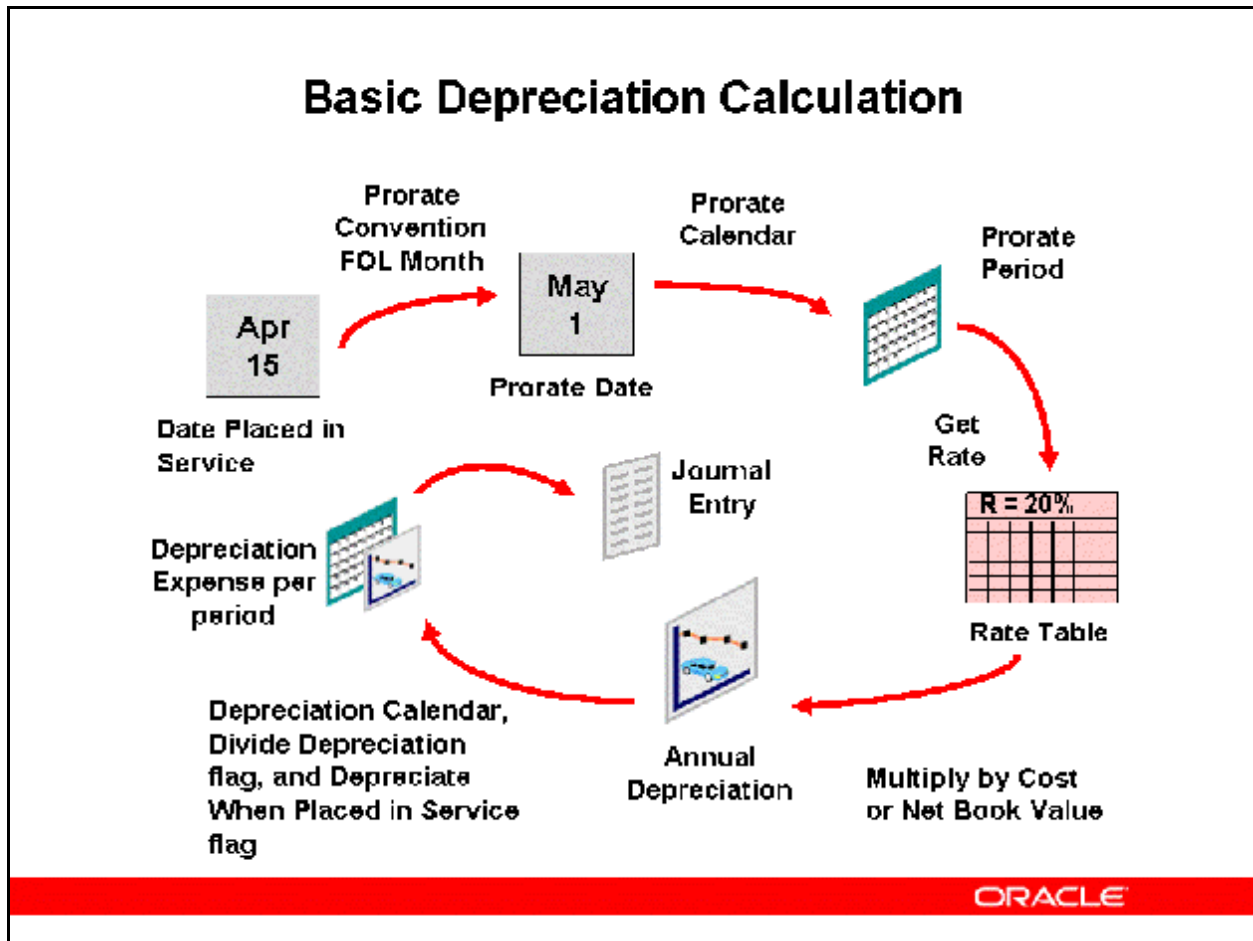 Basic Depreciation Calculation
Prorate
Convention
FOL Month
Prorate
Calendar
Prorate
Period
Apr
15
May
1
Prorate Date
Date Placed in
Service
Get
Rate
Journal
Entry
R = 20%
Depreciation
Expense per
period
Rate Table
Depreciation Calendar,
Divide Depreciation
flag, and Depreciate
When Placed in Service
flag
Annual
Depreciation
Multiply by Cost
or Net Book Value
ORACLE